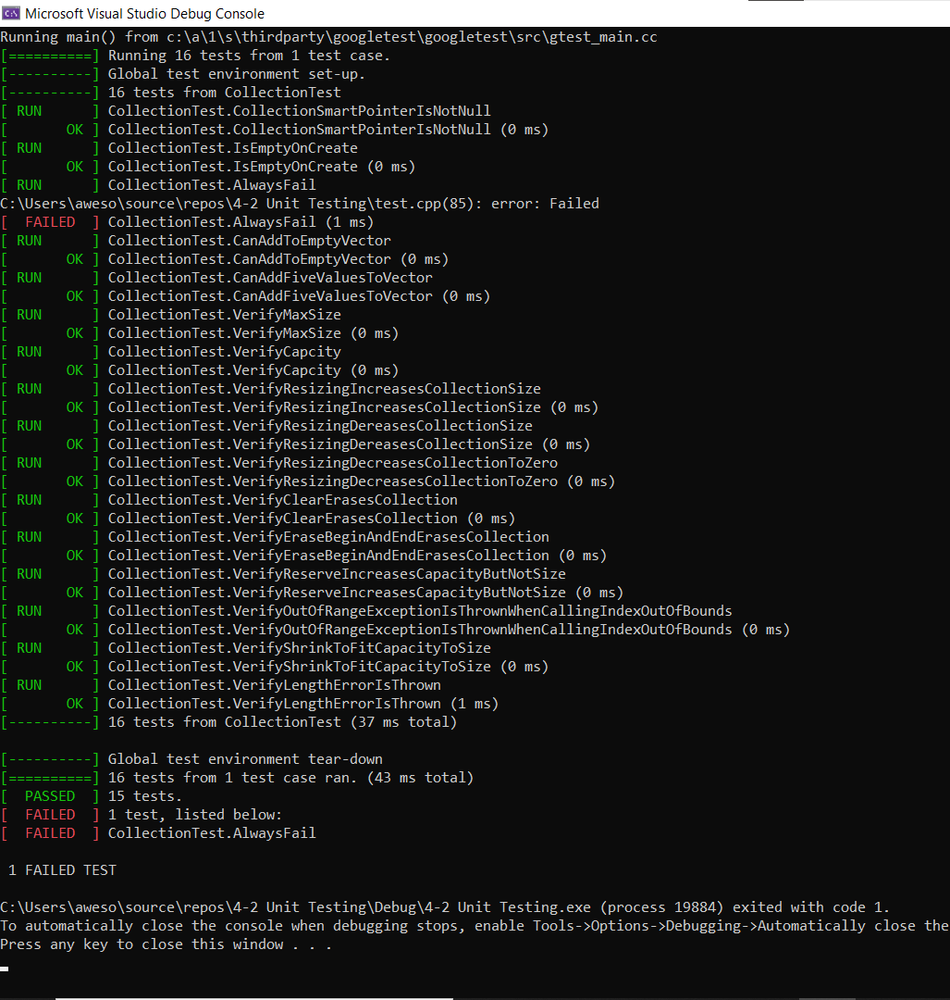 Microsoft Visual Studio Debug Console
Running main() from c:\a\1\s\thirdparty\googletest\googletest\src\gtest_main.cc
[==========] Running 16 tests from 1 test case.
[----------] Global test environment set-up.
[----------] 16 tests from CollectionTest
[ RUN      ] CollectionTest.CollectionSmartPointerIsNotNull
[       OK ] CollectionTest.CollectionSmartPointerIsNotNull (0 ms)
[ RUN      ] CollectionTest.IsEmptyOnCreate
[       OK ] CollectionTest.IsEmptyOnCreate (0 ms)
[ RUN      ] CollectionTest.AlwaysFail
C:\Users\aweso\source\repos\4-2 Unit Testing\test.cpp(85): error: Failed
[  FAILED  ] CollectionTest.AlwaysFail (1 ms)
[ RUN      ] CollectionTest.CanAddToEmptyVector
[       OK ] CollectionTest.CanAddToEmptyVector (0 ms)
[ RUN      ] CollectionTest.CanAddFiveValuesToVector
[       OK ] CollectionTest.CanAddFiveValuesToVector (0 ms)
[ RUN      ] CollectionTest.VerifyMaxSize
[       OK ] CollectionTest.VerifyMaxSize (0 ms)
[ RUN      ] CollectionTest.VerifyCapcity
[       OK ] CollectionTest.VerifyCapcity (0 ms)
[ RUN      ] CollectionTest.VerifyResizingIncreasesCollectionSize
[       OK ] CollectionTest.VerifyResizingIncreasesCollectionSize (0 ms)
[ RUN      ] CollectionTest.VerifyResizingDereasesCollectionSize
[       OK ] CollectionTest.VerifyResizingDereasesCollectionSize (0 ms)
[ RUN      ] CollectionTest.VerifyResizingDecreasesCollectionToZero
[       OK ] CollectionTest.VerifyResizingDecreasesCollectionToZero (0 ms)
[ RUN      ] CollectionTest.VerifyClearErasesCollection
[       OK ] CollectionTest.VerifyClearErasesCollection (0 ms)
[ RUN      ] CollectionTest.VerifyEraseBeginAndEndErasesCollection
[       OK ] CollectionTest.VerifyEraseBeginAndEndErasesCollection (0 ms)
[ RUN      ] CollectionTest.VerifyReserveIncreasesCapacityButNotSize
[       OK ] CollectionTest.VerifyReserveIncreasesCapacityButNotSize (0 ms)
[ RUN      ] CollectionTest.VerifyOutOfRangeExceptionIsThrownWhenCallingIndexOutOfBounds
[       OK ] CollectionTest.VerifyOutOfRangeExceptionIsThrownWhenCallingIndexOutOfBounds (0 ms)
[ RUN      ] CollectionTest.VerifyShrinkToFitCapacityToSize
[       OK ] CollectionTest.VerifyShrinkToFitCapacityToSize (0 ms)
[ RUN      ] CollectionTest.VerifyLengthErrorIsThrown
[       OK ] CollectionTest.VerifyLengthErrorIsThrown (1 ms)
[----------] 16 tests from CollectionTest (37 ms total)
[----------] Global test environment tear-down
[==========] 16 tests from 1 test case ran. (43 ms total)
[  PASSED  ] 15 tests.
[  FAILED  ] 1 test, listed below:
[  FAILED  ] CollectionTest.AlwaysFail
1 FAILED TEST
C:\Users\aweso\source\repos\4-2 Unit Testing\Debug\4-2 Unit Testing.exe (process 19884) exited with code 1.
To automatically close the console when debugging stops, enable Tools->Options->Debugging->Automatically close the
Press any key to close this window . . .